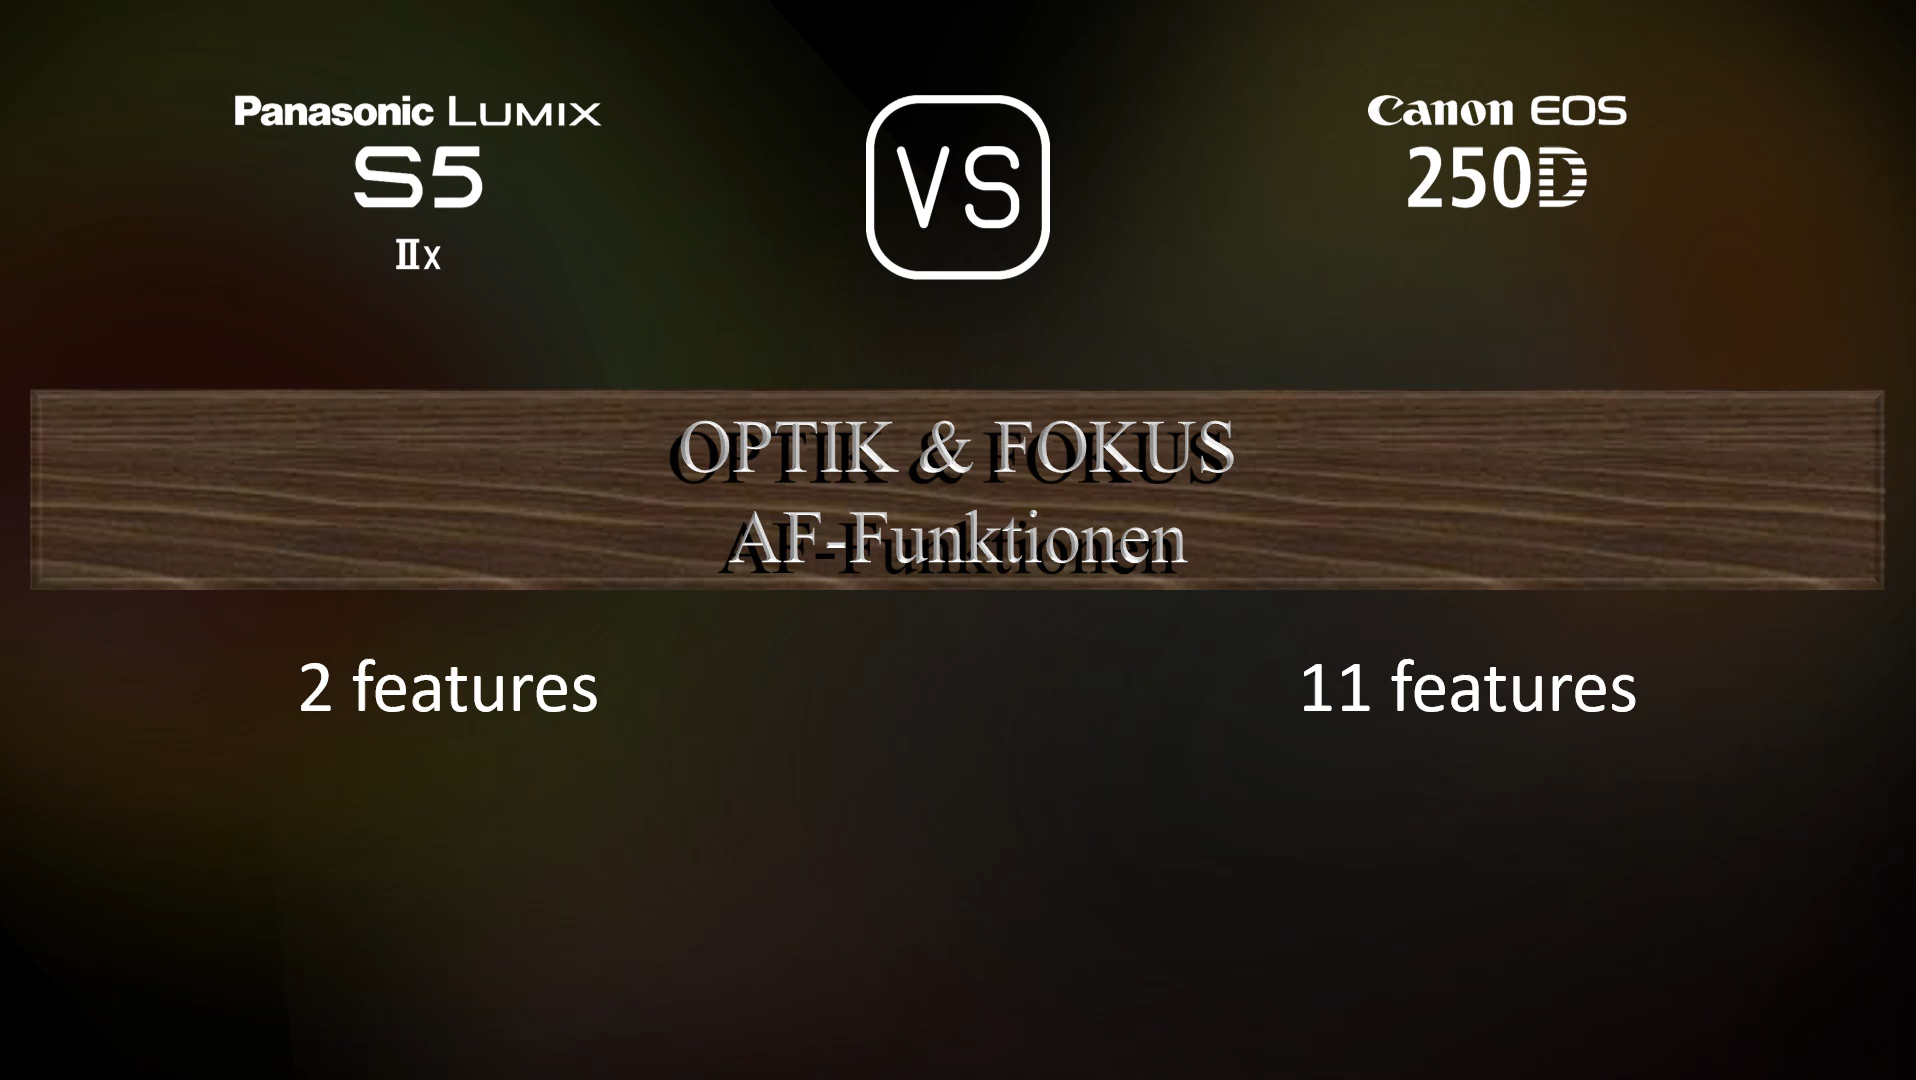 Panasonic LUMIX
S5
IIx
VS
Canon EOS
250D
OPTIK & FOKUS
AF-Funktionen
2 features
11 features